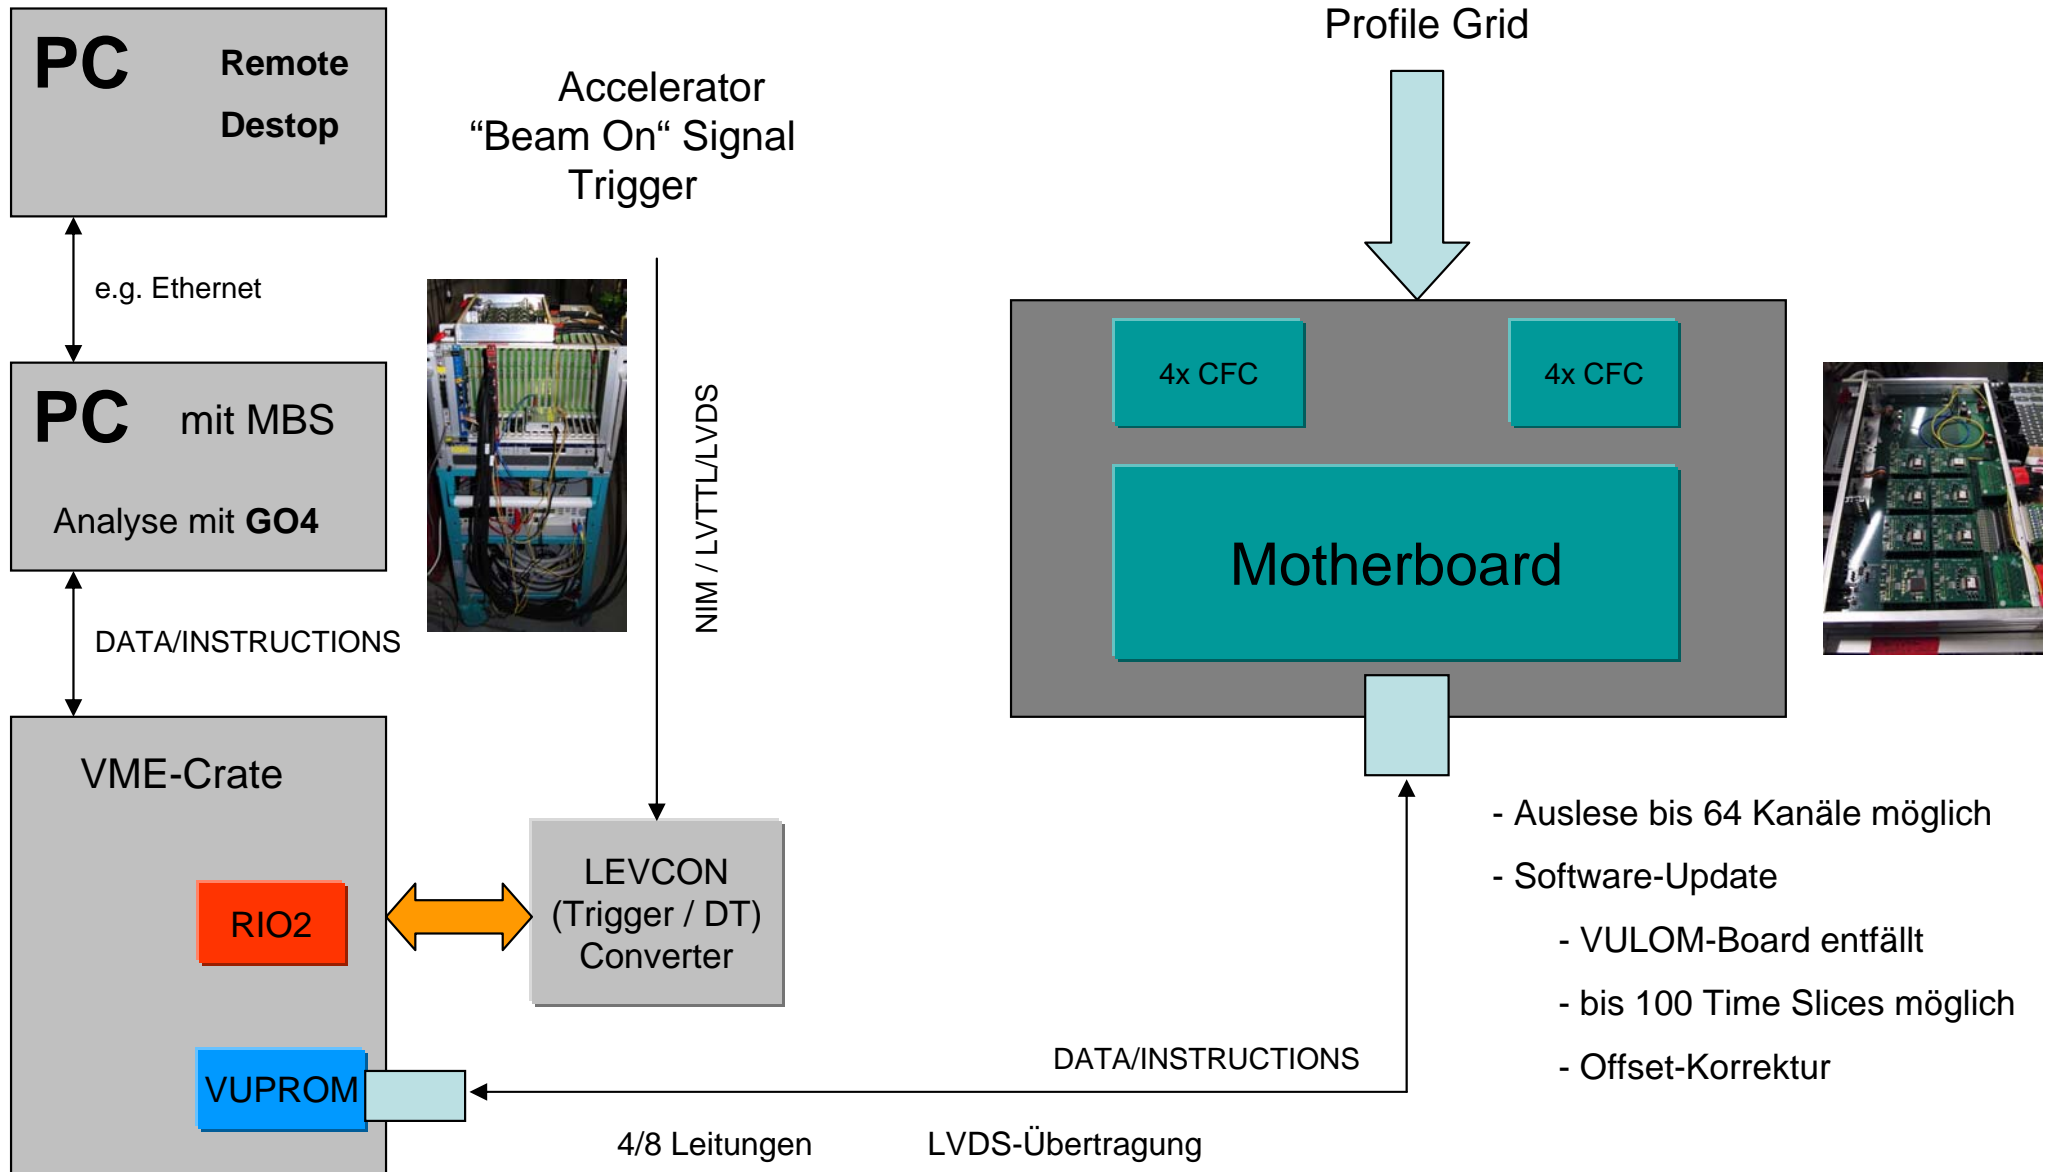 PC Remote
Destop
e.g. Ethernet
PC mit MBS
Analyse mit GO4
DATA/INSTRUCTIONS
VME-Crate
RIO2
VUPROM
Accelerator
“Beam On“ Signal
Trigger
NIM / LVTTL/LVDS
LEVCON
(Trigger / DT)
Converter
Profile Grid
4x CFC
4x CFC
Motherboard
DATA/INSTRUCTIONS
4/8 Leitungen LVDS-Übertragung
- Auslese bis 64 Kanäle möglich
- Software-Update
- VULOM-Board entfällt
- bis 100 Time Slices möglich
- Offset-Korrektur